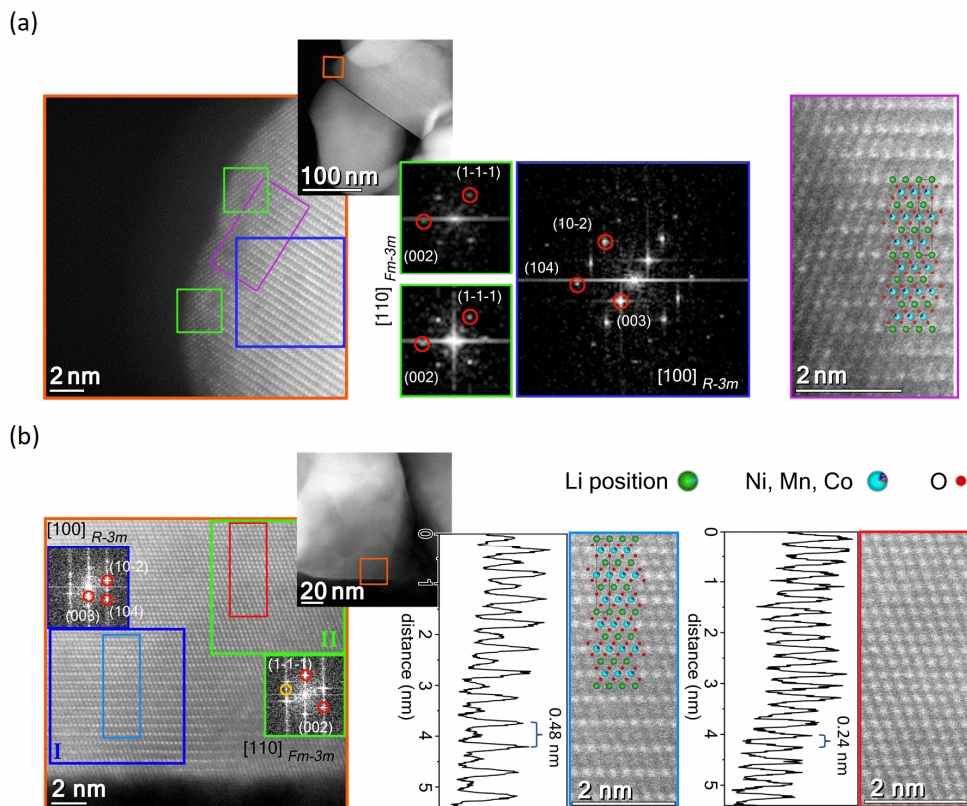 (a)
100 nm
2 nm
(1-1-1)
(002)
(1-1-1)
(002)
[110] Fm-3m
(10-2)
(104)
(003)
[100] R-3m
2 nm
(b)
Li position
Ni, Mn, Co
O
[100] R-3m
(10-2)
(003)
(104)
II
I
(1-1-1)
(002)
[110] Fm-3m
2 nm
20 nm
0
1
2
3
4
5
distance (nm)
0.48 nm
2 nm
0
1
2
3
4
5
distance (nm)
0.24 nm
2 nm